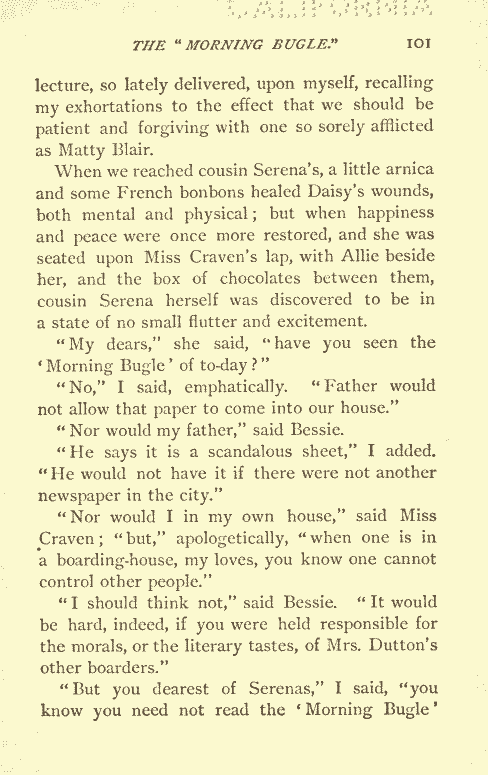 CALIFORNIA
THE "MORNING BUGLE." 101
lecture, so lately delivered, upon myself, recalling
my exhortations to the effect that we should be
patient and forgiving with one so sorely afflicted
as Matty Blair.
When we reached cousin Serena's, a little arnica
and some French bonbons healed Daisy's wounds,
both mental and physical; but when happiness
and peace were once more restored, and she was
seated upon Miss Craven's lap, with Allie beside
her, and the box of chocolates between them,
cousin Serena herself was discovered to be in
a state of no small flutter and excitement.
"My dears," she said, "have you seen the
'Morning Bugle' of to-day?"
"No," I said, emphatically. "Father would
not allow that paper to come into our house."
"Nor would my father," said Bessie.
"He says it is a scandalous sheet," I added.
"He would not have it if there were not another
newspaper in the city."
"Nor would I in my own house," said Miss
Craven; "but," apologetically, "when one is in
a boarding-house, my loves, you know one cannot
control other people."
"I should think not," said Bessie. "It would
be hard, indeed, if you were held responsible for
the morals, or the literary tastes, of Mrs. Dutton's
other boarders."
"But you dearest of Serenas," I said, "you
know you need not read the 'Morning Bugle'